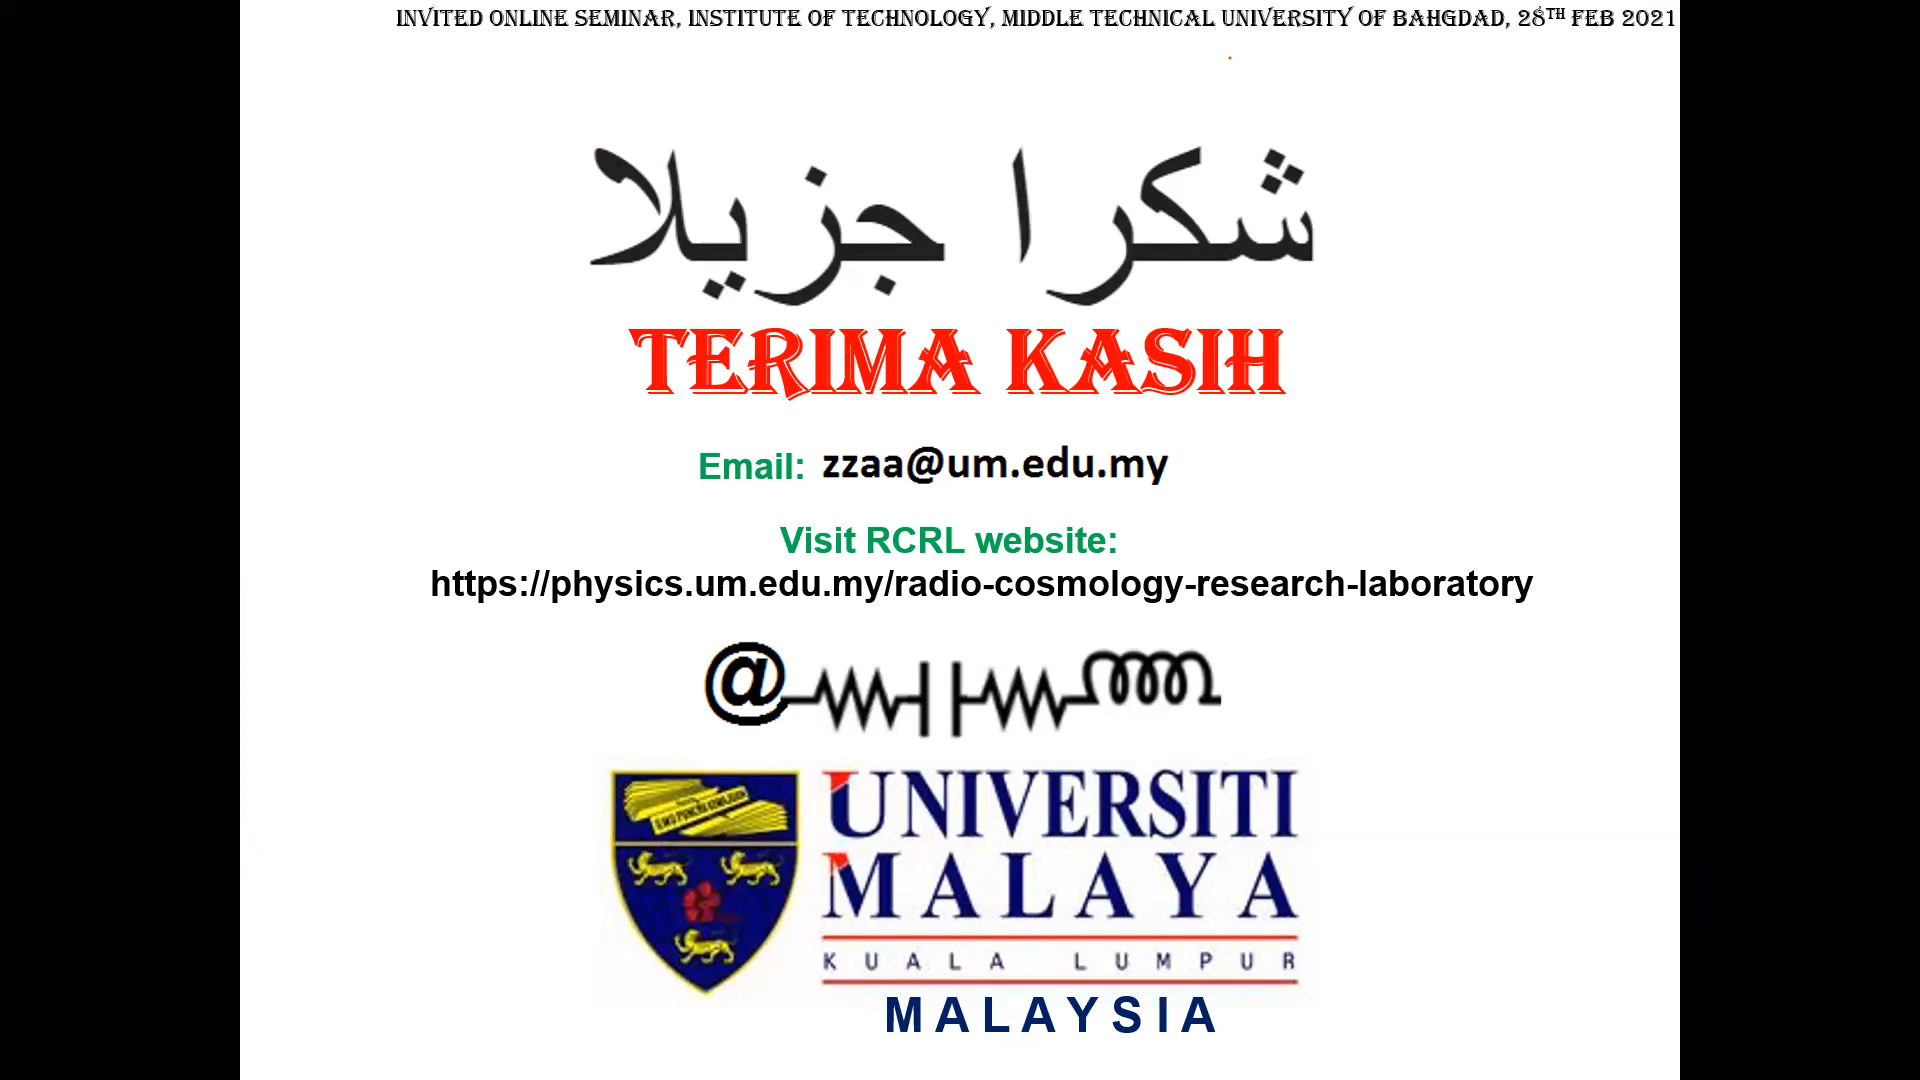 INVITED ONLINE SEMINAR, INSTITUTE OF TECHNOLOGY, MIDDLE TECHNICAL UNIVERSITY OF BAHGDAD, 28TH FEB 2021
شكرا جزيلا
TERIMA KASIH
Email: zzaa@um.edu.my
Visit RCRL website:
https://physics.um.edu.my/radio-cosmology-research-laboratory
@
UNIVERSITI
MALAYA
KUALA LUMPUR
MALAYSIA